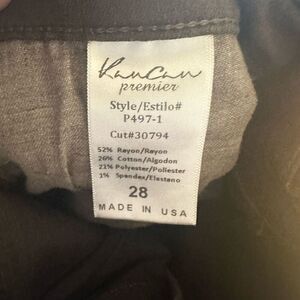 KanCan
premier
Style/Estilo#
P497-1
Cut#30794
52% Rayon/Rayon
26% Cotton/Algodon
21% Polyester/Poliester
1% Spandex/Elastano
28
MADE IN USA